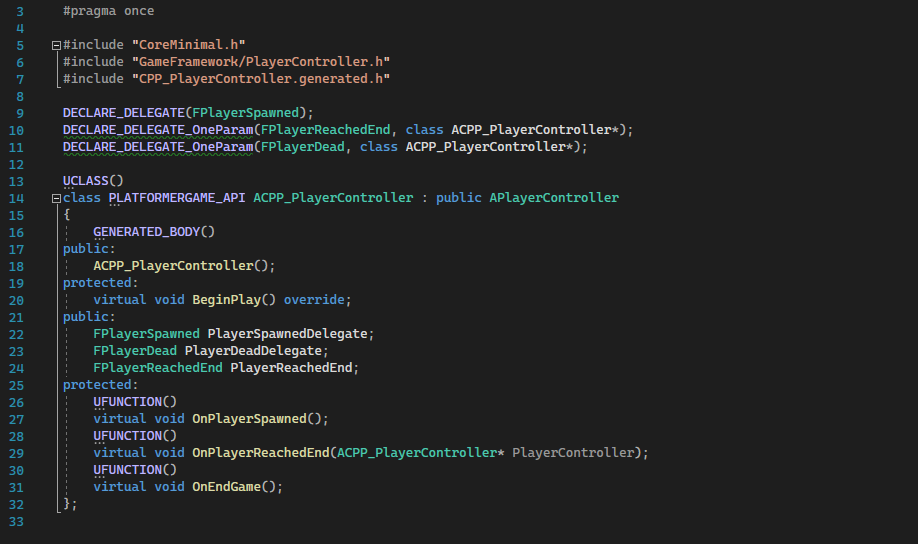 3 #pragma once
4
5 #include "CoreMinimal.h"
6 #include "GameFramework/PlayerController.h"
7 #include "CPP_PlayerController.generated.h"
8
9 DECLARE_DELEGATE(FPlayerSpawned);
10 DECLARE_DELEGATE_OneParam(FPlayerReachedEnd, class ACPP_PlayerController*);
11 DECLARE_DELEGATE_OneParam(FPlayerDead, class ACPP_PlayerController*);
12
13 UCLASS()
14 class PLATFORMERGAME_API ACPP_PlayerController : public APlayerController
15 {
16 GENERATED_BODY()
17 public:
18 ACPP_PlayerController();
19 protected:
20 virtual void BeginPlay() override;
21 public:
22 FPlayerSpawned PlayerSpawnedDelegate;
23 FPlayerDead PlayerDeadDelegate;
24 FPlayerReachedEnd PlayerReachedEnd;
25 protected:
26 UFUNCTION()
27 virtual void OnPlayerSpawned();
28 UFUNCTION()
29 virtual void OnPlayerReachedEnd(ACPP_PlayerController* PlayerController);
30 UFUNCTION()
31 virtual void OnEndGame();
32 };
33